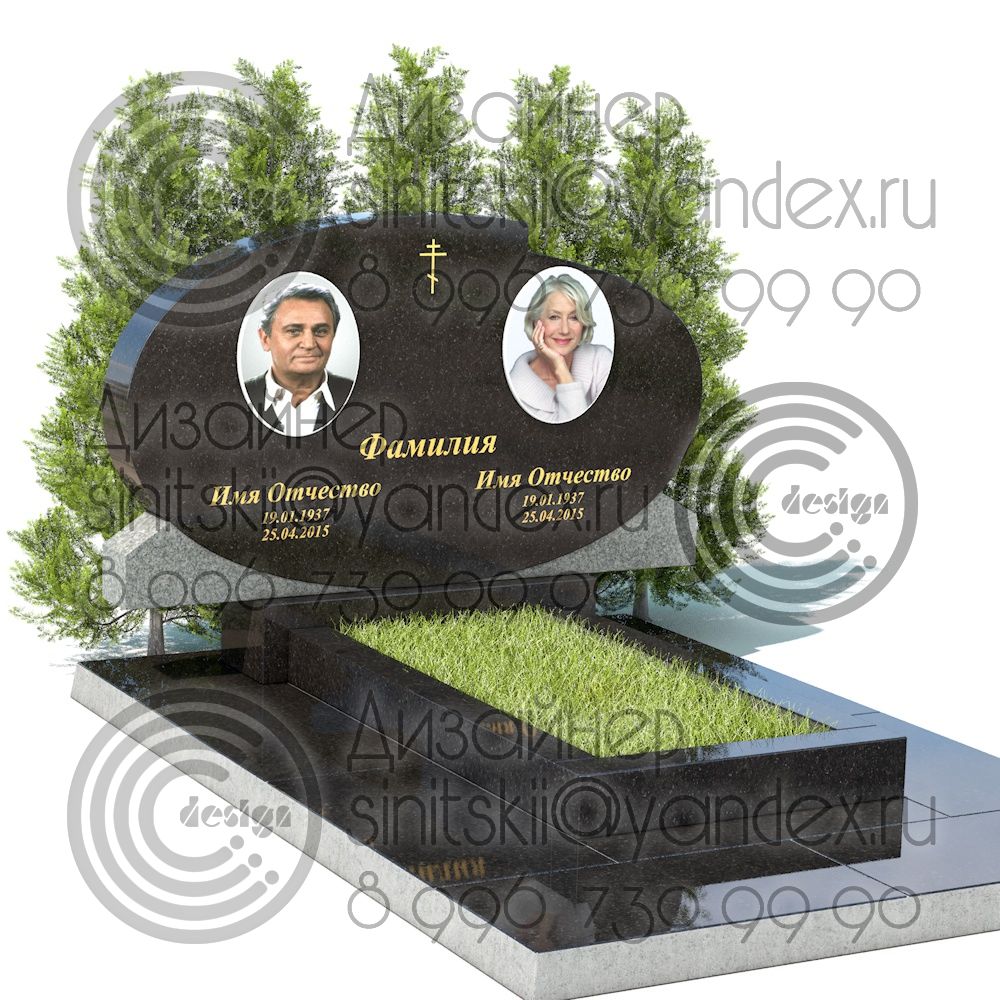 Дизайнер
sinitskii@yandex.ru
8 996 730 99 90
design
Фамилия
Имя Отчество
19.01.1937
25.04.2015
Имя Отчество
19.01.1937
25.04.2015
Дизайнер
sinitskii@yandex.ru
8 996 730 99 90
design
Дизайнер
sinitskii@yandex.ru
8 996 730 99 90
design